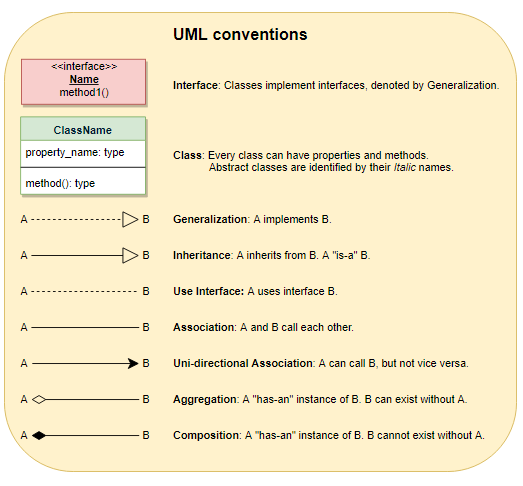 UML conventions
<<interface>>
Name
method1()
Interface: Classes implement interfaces, denoted by Generalization.
ClassName
property_name: type
method(): type
Class: Every class can have properties and methods.
Abstract classes are identified by their Italic names.
A B Generalization: A implements B.
A B Inheritance: A inherits from B. A "is-a" B.
A B Use Interface: A uses interface B.
A B Association: A and B call each other.
A B Uni-directional Association: A can call B, but not vice versa.
A B Aggregation: A "has-an" instance of B. B can exist without A.
A B Composition: A "has-an" instance of B. B cannot exist without A.